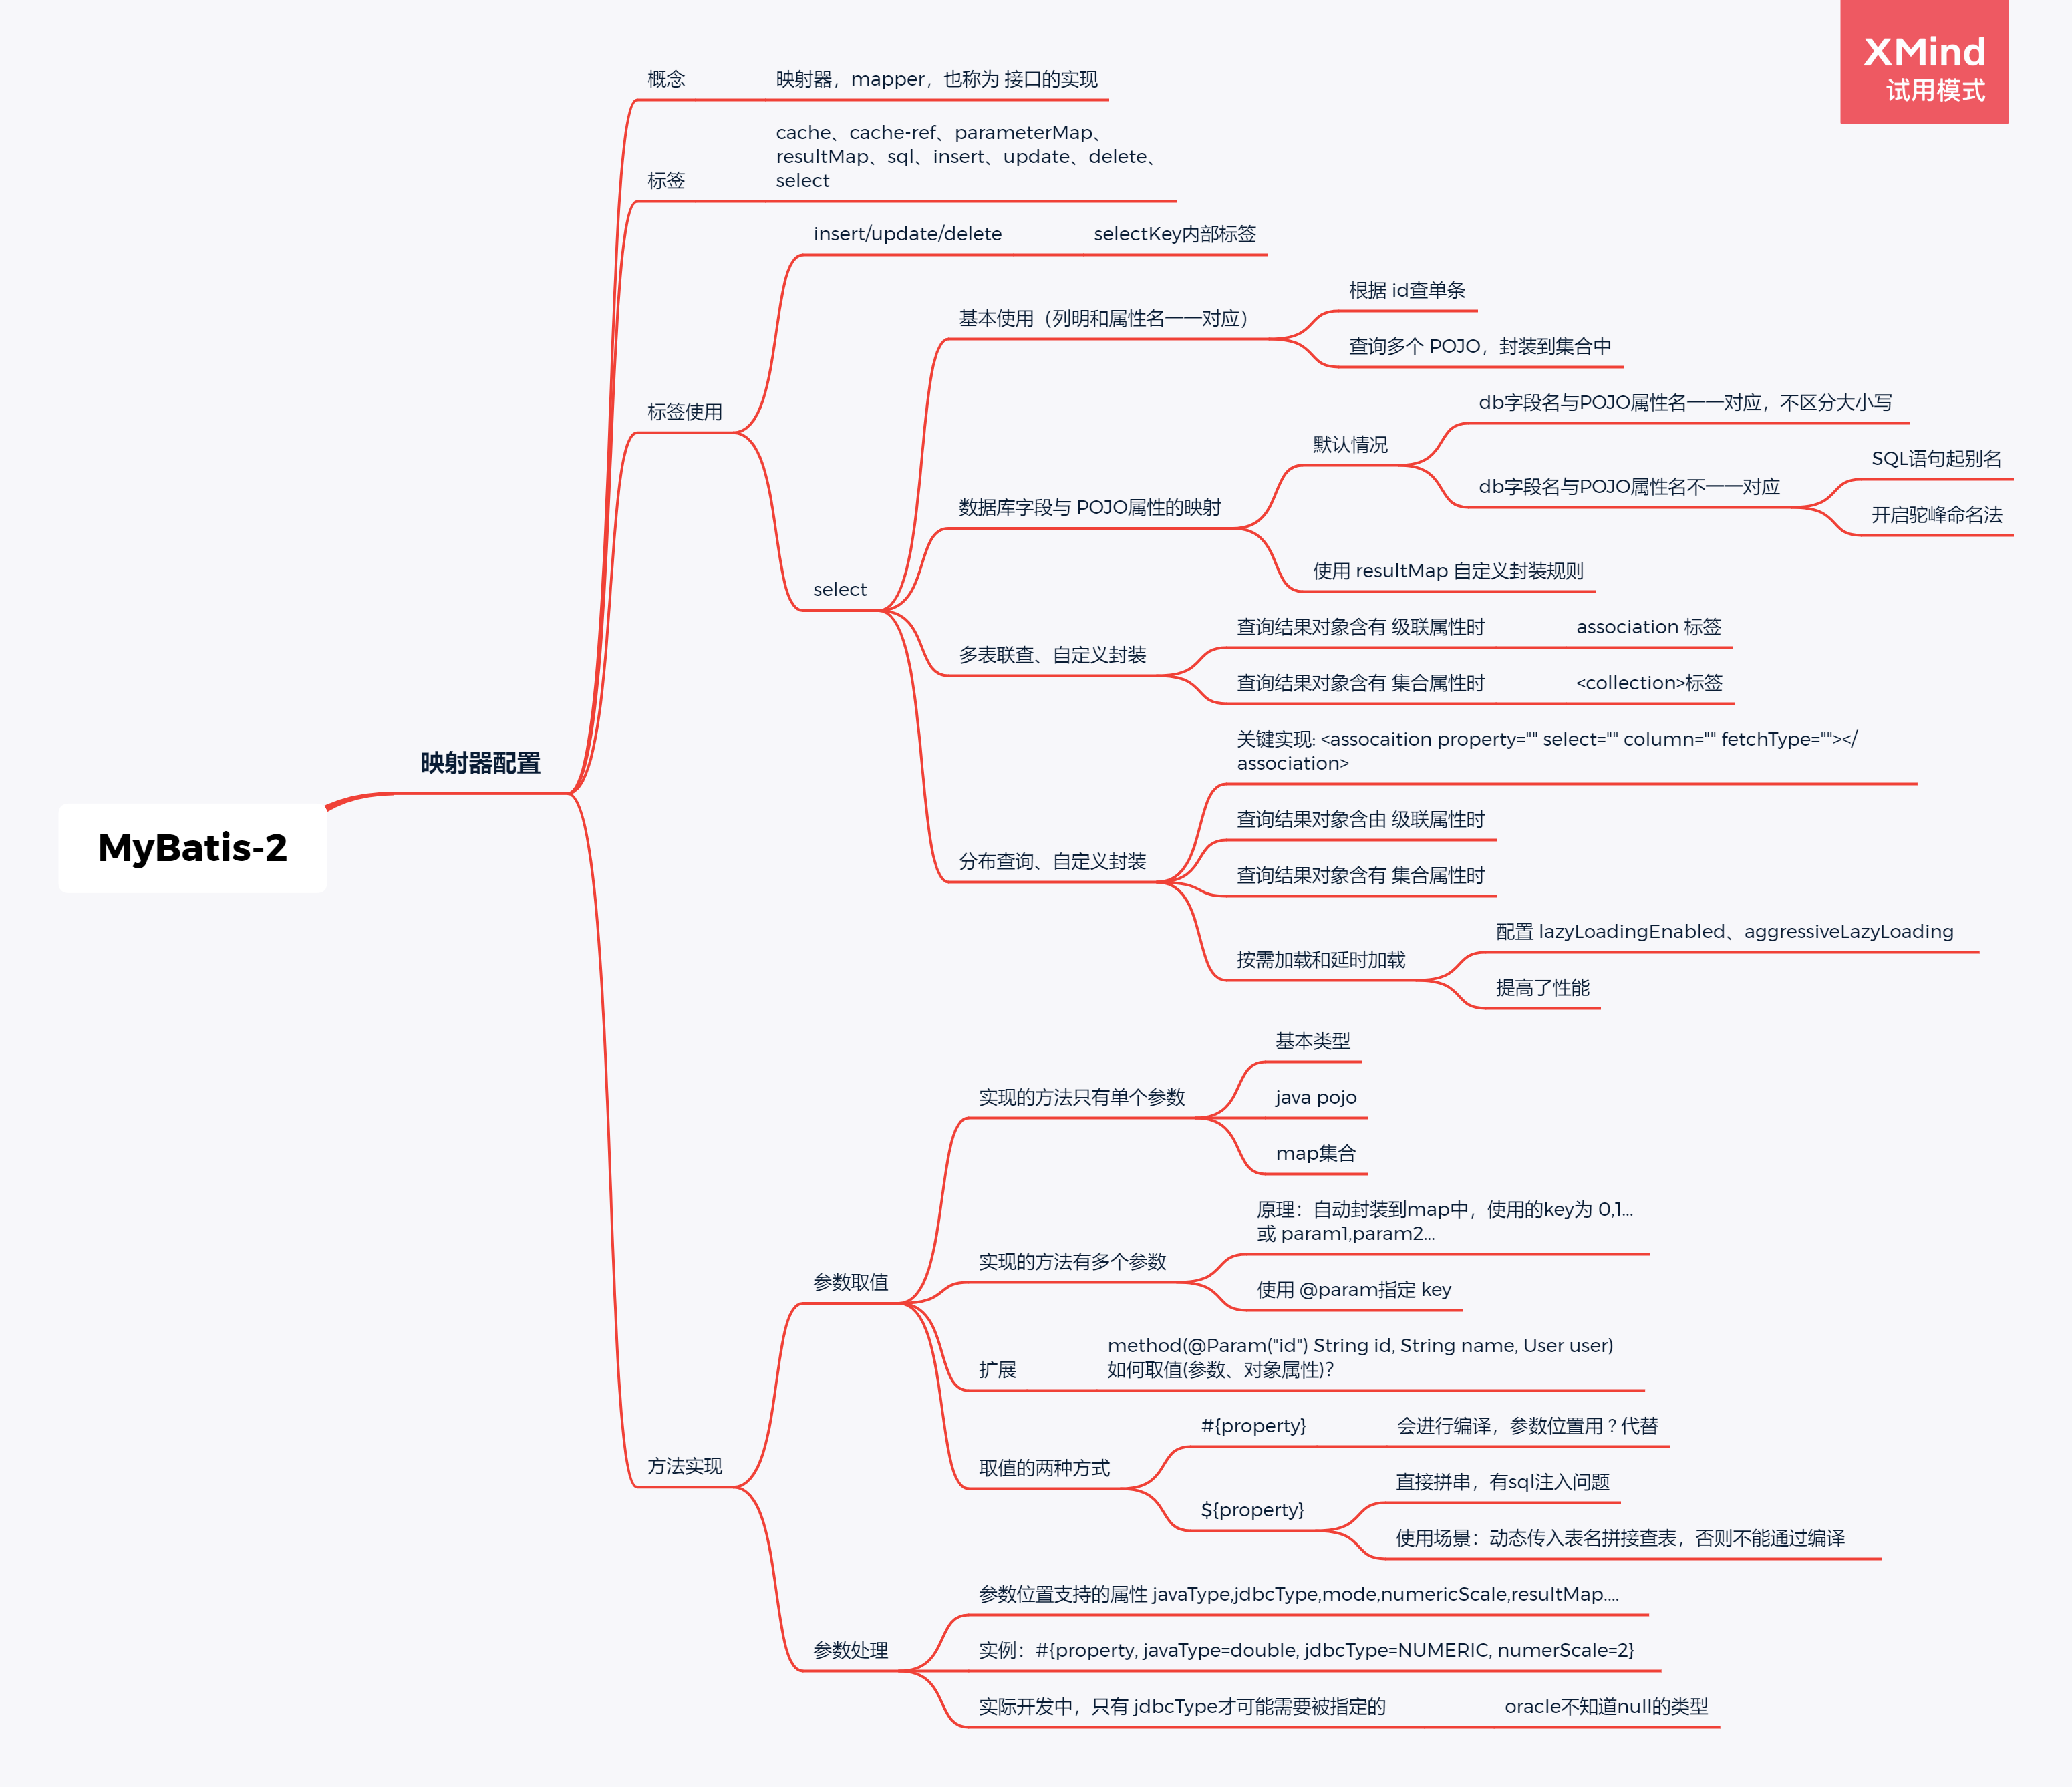 XMind
试用模式
概念
映射器，mapper，也称为 接口的实现
标签
cache、cache-ref、parameterMap、
resultMap、sql、insert、update、delete、
select
标签使用
insert/update/delete
selectKey内部标签
select
基本使用（列明和属性名一一对应）
根据 id查单条
查询多个 POJO，封装到集合中
数据库字段与 POJO属性的映射
默认情况
db字段名与POJO属性名一一对应，不区分大小写
db字段名与POJO属性名不一一对应
SQL语句起别名
开启驼峰命名法
使用 resultMap 自定义封装规则
多表联查、自定义封装
查询结果对象含有 级联属性时
association 标签
查询结果对象含有 集合属性时
<collection>标签
分布查询、自定义封装
关键实现: <assocaition property="" select="" column="" fetchType=""></
association>
查询结果对象含由 级联属性时
查询结果对象含有 集合属性时
按需加载和延时加载
配置 lazyLoadingEnabled、aggressiveLazyLoading
提高了性能
映射器配置
MyBatis-2
方法实现
参数取值
实现的方法只有单个参数
基本类型
java pojo
map集合
实现的方法有多个参数
原理：自动封装到map中，使用的key为 0,1...
或 param1,param2...
使用 @param指定 key
扩展
method(@Param("id") String id, String name, User user)
如何取值(参数、对象属性)？
取值的两种方式
#{property}
会进行编译，参数位置用 ? 代替
${property}
直接拼串，有sql注入问题
使用场景：动态传入表名拼接查表，否则不能通过编译
参数处理
参数位置支持的属性 javaType,jdbcType,mode,numericScale,resultMap....
实例：#{property, javaType=double, jdbcType=NUMERIC, numerScale=2}
实际开发中，只有 jdbcType才可能需要被指定的
oracle不知道null的类型